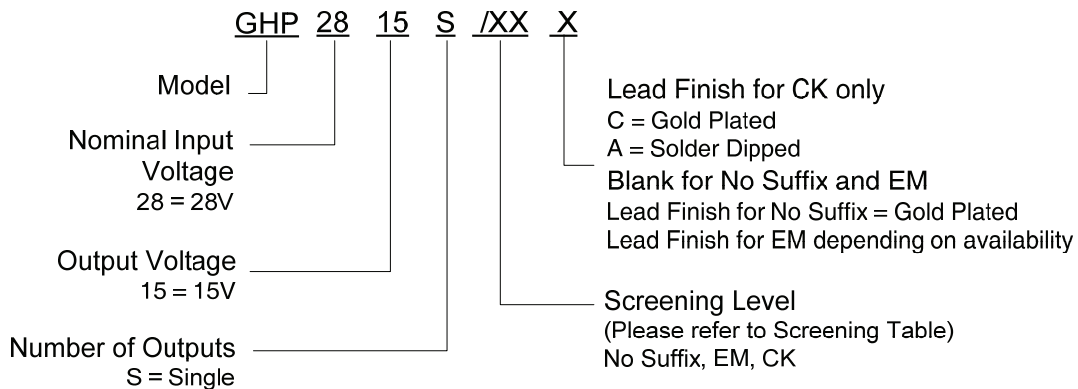 GHP 28 15 S /XX X
Model
Nominal Input
Voltage
28 = 28V
Output Voltage
15 = 15V
Number of Outputs
S = Single
Lead Finish for CK only
C = Gold Plated
A = Solder Dipped
Blank for No Suffix and EM
Lead Finish for No Suffix = Gold Plated
Lead Finish for EM depending on availability
Screening Level
(Please refer to Screening Table)
No Suffix, EM, CK